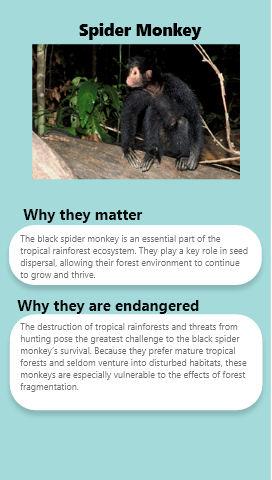 Spider Monkey
Why they matter
The black spider monkey is an essential part of the
tropical rainforest ecosystem. They play a key role in seed
dispersal, allowing their forest environment to continue
to grow and thrive.
Why they are endangered
The destruction of tropical rainforests and threats from
hunting pose the greatest challenge to the black spider
monkey's survival. Because they prefer mature tropical
forests and seldom venture into disturbed habitats, these
monkeys are especially vulnerable to the effects of forest
fragmentation.